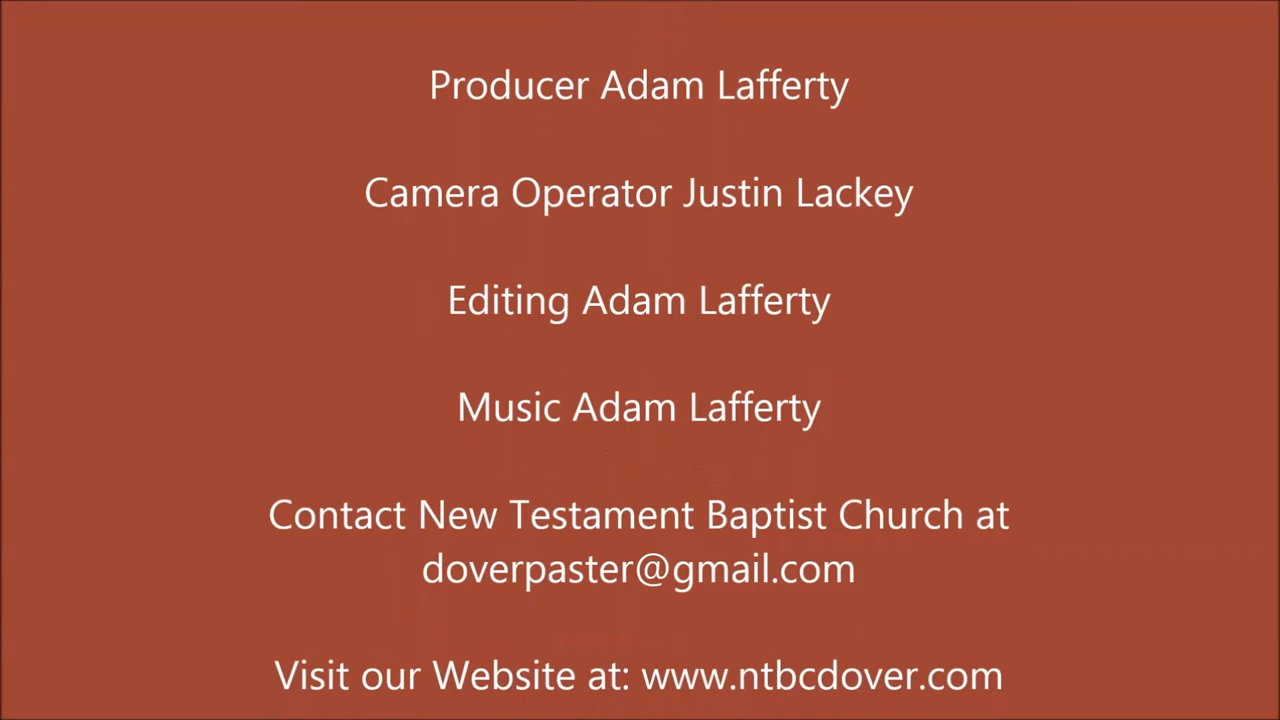 Producer Adam Lafferty
Camera Operator Justin Lackey
Editing Adam Lafferty
Music Adam Lafferty
Contact New Testament Baptist Church at
doverpaster@gmail.com
Visit our Website at: www.ntbcdover.com